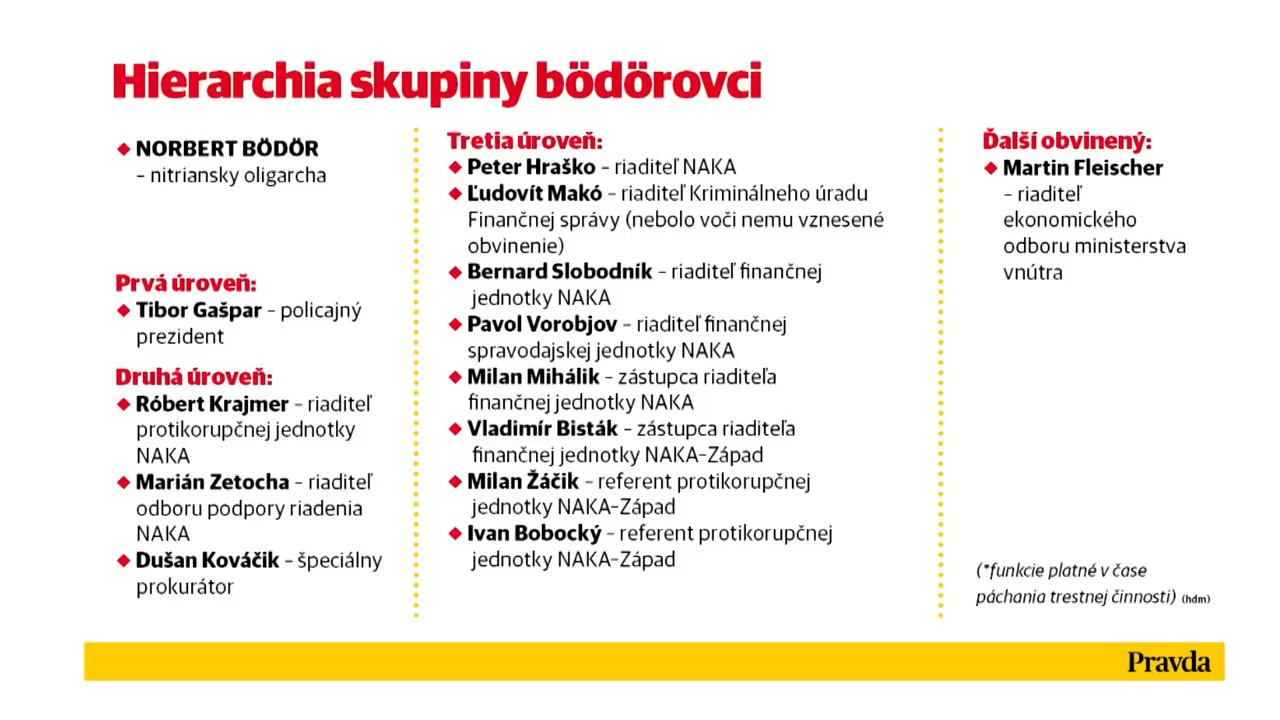 Hierarchia skupiny bödörovci
◆ NORBERT BÖDÖR
– nitriansky oligarcha
Prvá úroveň:
◆ Tibor Gašpar – policajný
prezident
Druhá úroveň:
◆ Róbert Krajmer – riaditeľ
protikorupčnej jednotky
NAKA
◆ Marián Zetocha – riaditeľ
odboru podpory riadenia
NAKA
◆ Dušan Kováčik – špeciálny
prokurátor
Tretia úroveň:
◆ Peter Hraško – riaditeľ NAKA
◆ Ľudovít Makó – riaditeľ Kriminálneho úradu
Finančnej správy (nebolo voči nemu vznesené
obvinenie)
◆ Bernard Slobodník – riaditeľ finančnej
jednotky NAKA
◆ Pavol Vorobjov – riaditeľ finančnej
spravodajskej jednotky NAKA
◆ Milan Mihálik – zástupca riaditeľa
finančnej jednotky NAKA
◆ Vladimír Bisták – zástupca riaditeľa
finančnej jednotky NAKA–Západ
◆ Milan Žáčik – referent protikorupčnej
jednotky NAKA–Západ
◆ Ivan Bobocký – referent protikorupčnej
jednotky NAKA–Západ
Ďalší obvinený:
◆ Martin Fleischer
– riaditeľ
ekonomického
odboru ministerstva
vnútra
(*funkcie platné v čase
páchania trestnej činnosti) (hdm)
Pravda